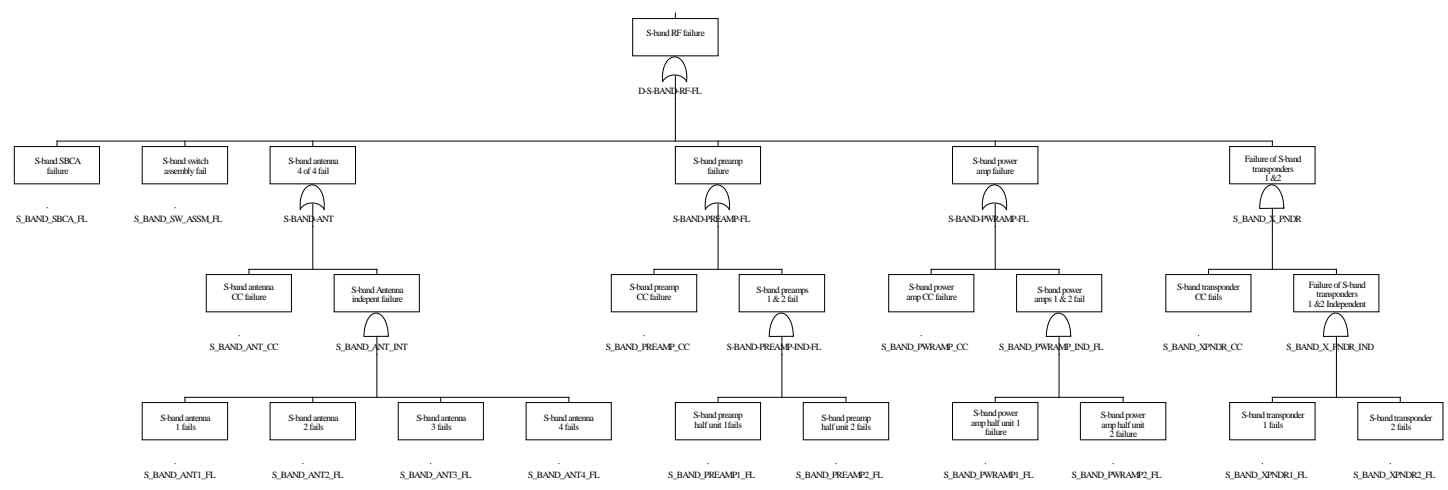 S-band RF failure
D-S-BAND-RF-FL
S-band SBCA
failure
S_BAND_SBCA_FL
S-band switch
assembly fail
S_BAND_SW_ASSM_FL
S-band antenna
4 of 4 fail
S-BAND-ANT
S-band preamp
failure
S-BAND-PREAMP-FL
S-band power
amp failure
S-BAND-PWRAMP-FL
Failure of S-band
transponders
1 &2
S_BAND_X_PNDR
S-band antenna
CC failure
S_BAND_ANT_CC
S-band Antenna
indepent failure
S_BAND_ANT_INT
S-band preamp
CC failure
S_BAND_PREAMP_CC
S-band preamps
1 & 2 fail
S-BAND-PREAMP-IND-FL
S-band power
amp CC failure
S_BAND_PWRAMP_CC
S-band power
amps 1 & 2 fail
S_BAND_PWRAMP_IND_FL
S-band transponder
CC fails
S_BAND_XPNDR_CC
Failure of S-band
transponders
1 &2 Independent
S_BAND_X_PNDR_IND
S-band antenna
1 fails
S_BAND_ANT1_FL
S-band antenna
2 fails
S_BAND_ANT2_FL
S-band antenna
3 fails
S_BAND_ANT3_FL
S-band antenna
4 fails
S_BAND_ANT4_FL
S-band preamp
half unit 1fails
S_BAND_PREAMP1_FL
S-band preamp
half unit 2 fails
S_BAND_PREAMP2_FL
S-band power
amp half unit 1
failure
S_BAND_PWRAMP1_FL
S-band power
amp half unit
2 failure
S_BAND_PWRAMP2_FL
S-band transponder
1 fails
S_BAND_XPNDR1_FL
S-band transponder
2 fails
S_BAND_XPNDR2_FL